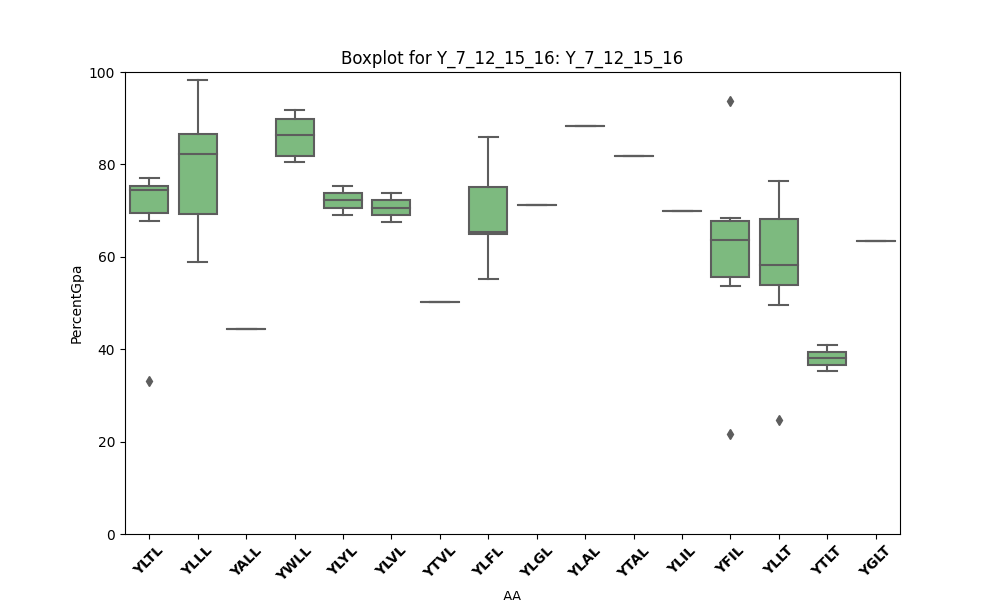 Boxplot for Y_7_12_15_16: Y_7_12_15_16
100
80
60
40
20
0
PercentGpa
YLTL
YLLL
YALL
YWLL
YLYL
YLVL
YTVL
YLFL
YLGL
YLAL
YTAL
YLIL
YFIL
YLLT
YTLT
YGLT
AA